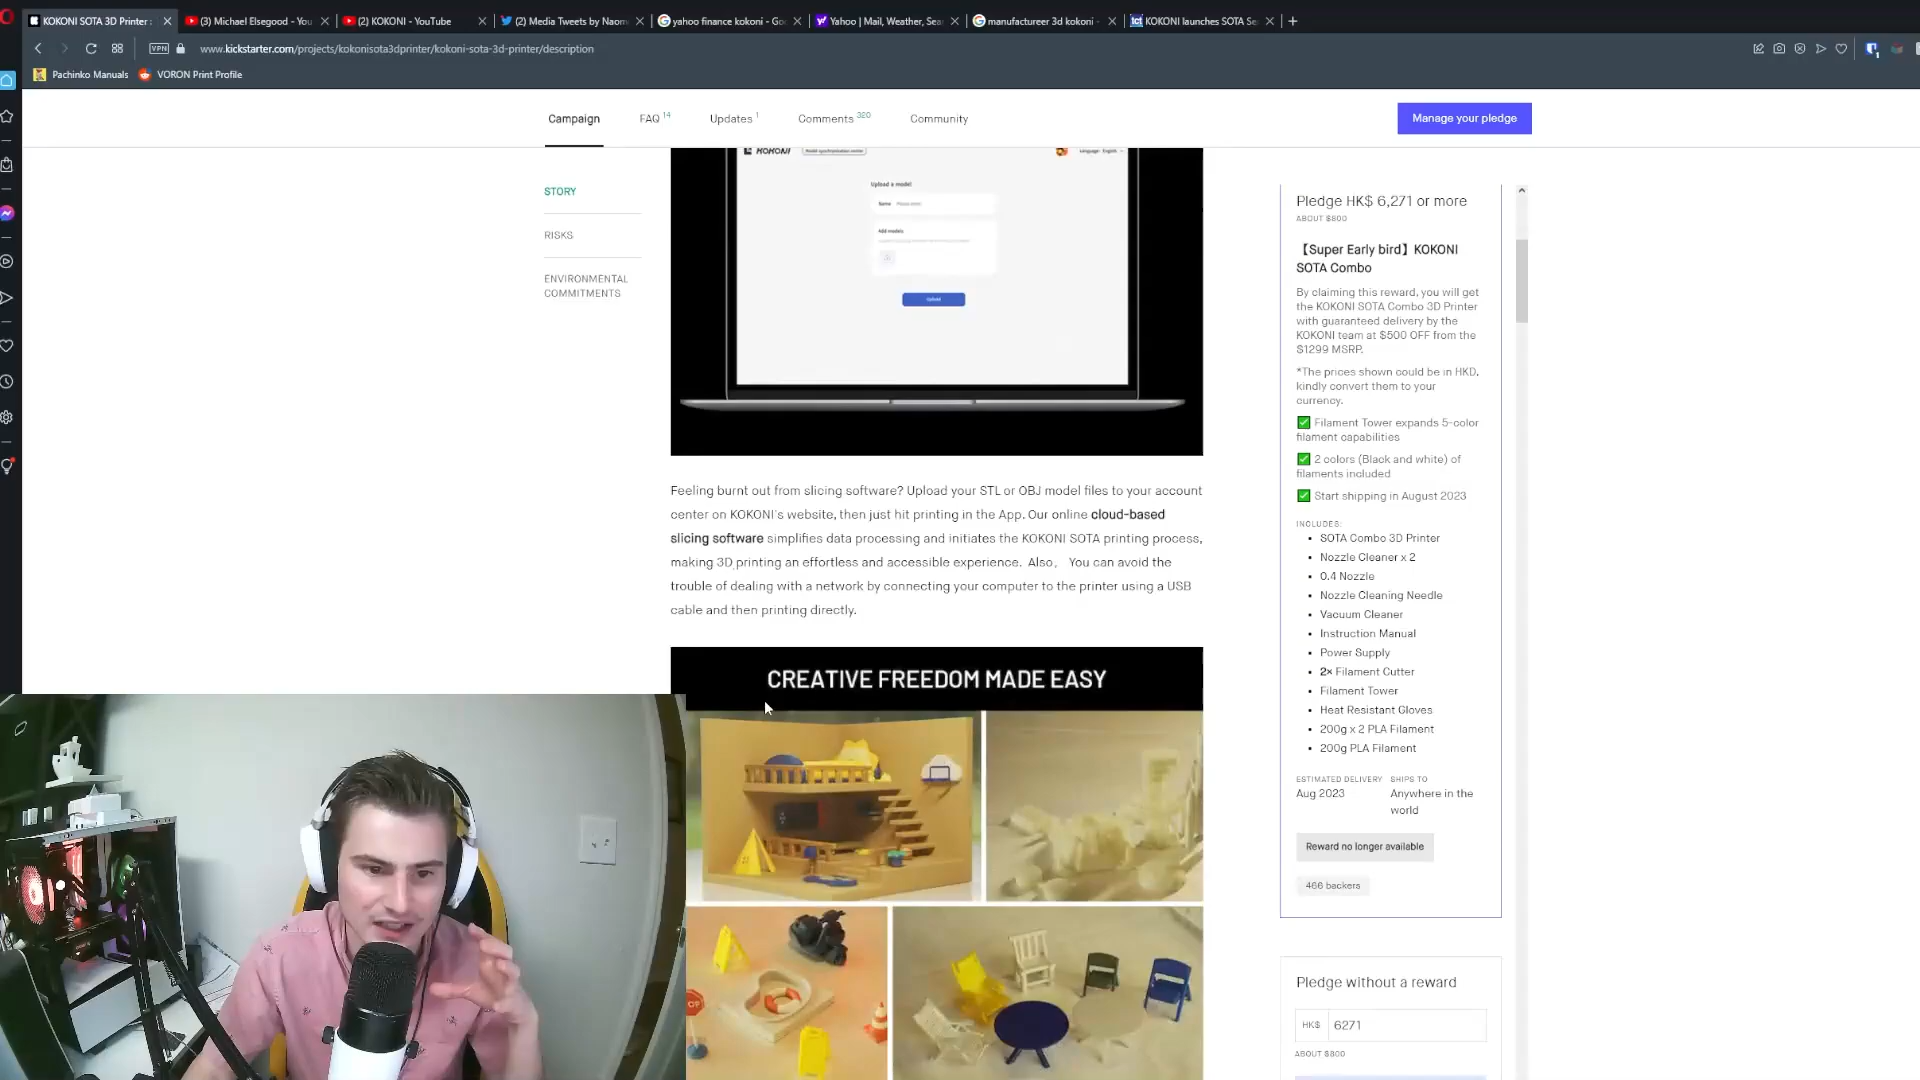 KOKONI SOTA 3D Printer
(3) Michael Elsegood - You
(2) KOKONI - YouTube
(2) Media Tweets by Naom
yahoo finance kokoni - Go
Yahoo | Mail, Weather, Sea
manufactureer 3d kokoni -
KOKONI launches SOTA Se
VPN
www.kickstarter.com/projects/kokonisota3dprinter/kokoni-sota-3d-printer/description
Pachinko Manuals
VORON Print Profile
Campaign
FAQ 14
Updates 1
Comments 320
Community
Manage your pledge
STORY
RISKS
ENVIRONMENTAL
COMMITMENTS
KOKONI
Model synchronization center
Language: English
Upload a model
Name
Please enter
Add models
Upload
Feeling burnt out from slicing software? Upload your STL or OBJ model files to your account
center on KOKONI's website, then just hit printing in the App. Our online cloud-based
slicing software simplifies data processing and initiates the KOKONI SOTA printing process,
making 3D printing an effortless and accessible experience. Also, You can avoid the
trouble of dealing with a network by connecting your computer to the printer using a USB
cable and then printing directly.
CREATIVE FREEDOM MADE EASY
Pledge HK$ 6,271 or more
ABOUT $800
【Super Early bird】KOKONI
SOTA Combo
By claiming this reward, you will get
the KOKONI SOTA Combo 3D Printer
with guaranteed delivery by the
KOKONI team at $500 OFF from the
$1299 MSRP.
*The prices shown could be in HKD,
kindly convert them to your
currency.
✅ Filament Tower expands 5-color
filament capabilities
✅ 2 colors (Black and white) of
filaments included
✅ Start shipping in August 2023
INCLUDES:
• SOTA Combo 3D Printer
• Nozzle Cleaner x 2
• 0.4 Nozzle
• Nozzle Cleaning Needle
• Vacuum Cleaner
• Instruction Manual
• Power Supply
• 2× Filament Cutter
• Filament Tower
• Heat Resistant Gloves
• 200g x 2 PLA Filament
• 200g PLA Filament
ESTIMATED DELIVERY
Aug 2023
SHIPS TO
Anywhere in the
world
Reward no longer available
466 backers
Pledge without a reward
HK$ 6271
ABOUT $800